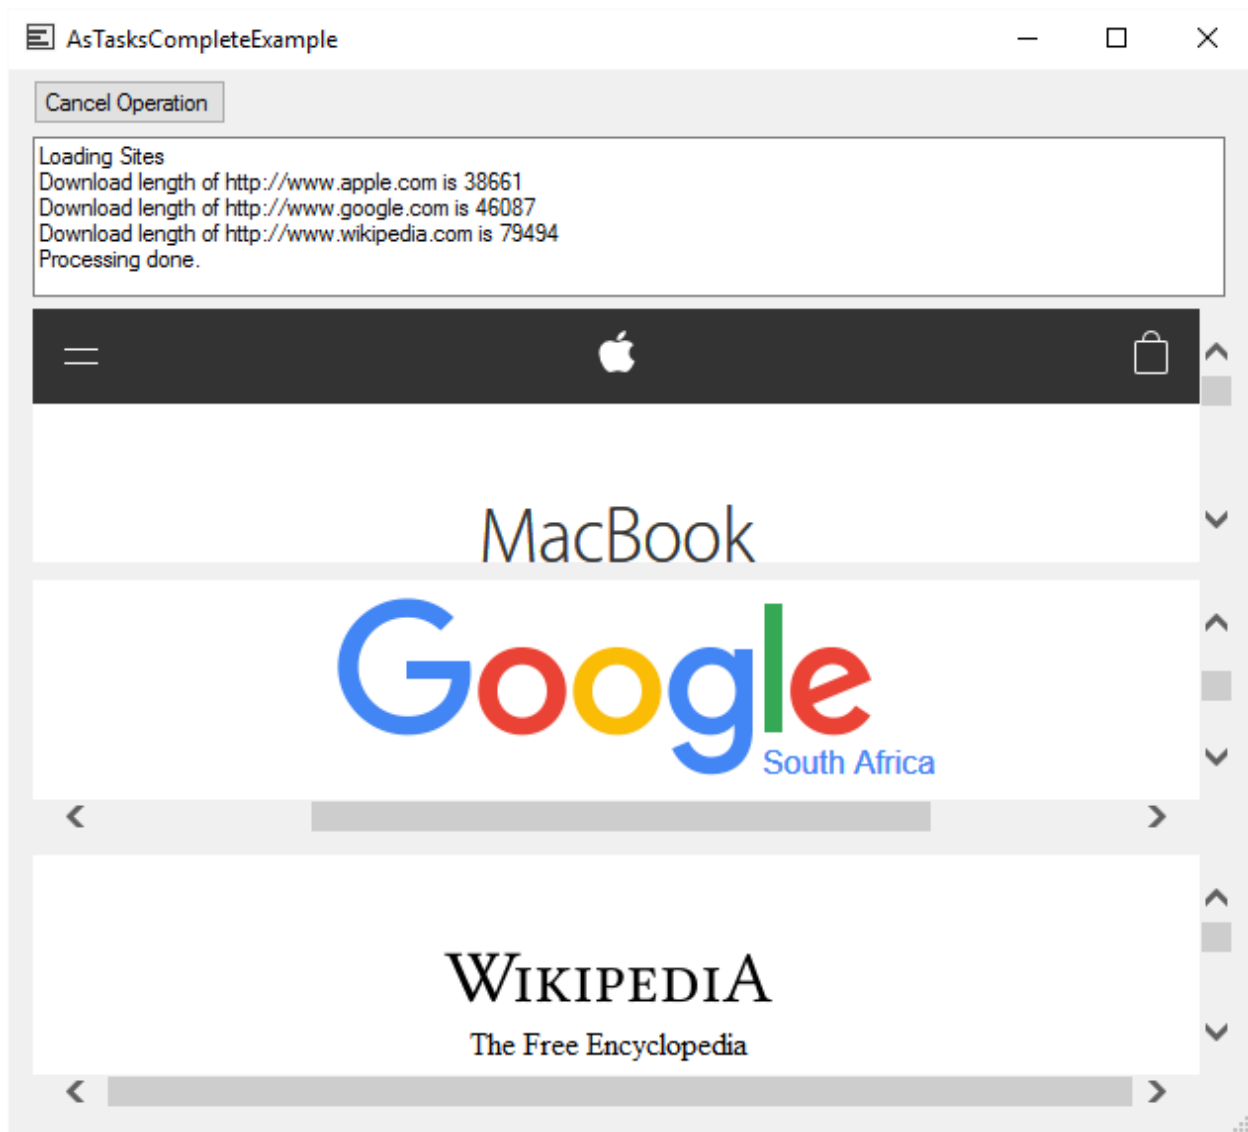 AsTasksCompleteExample
Cancel Operation
Loading Sites
Download length of http://www.apple.com is 38661
Download length of http://www.google.com is 46087
Download length of http://www.wikipedia.com is 79494
Processing done.
MacBook
Google
South Africa
WIKIPEDIA
The Free Encyclopedia